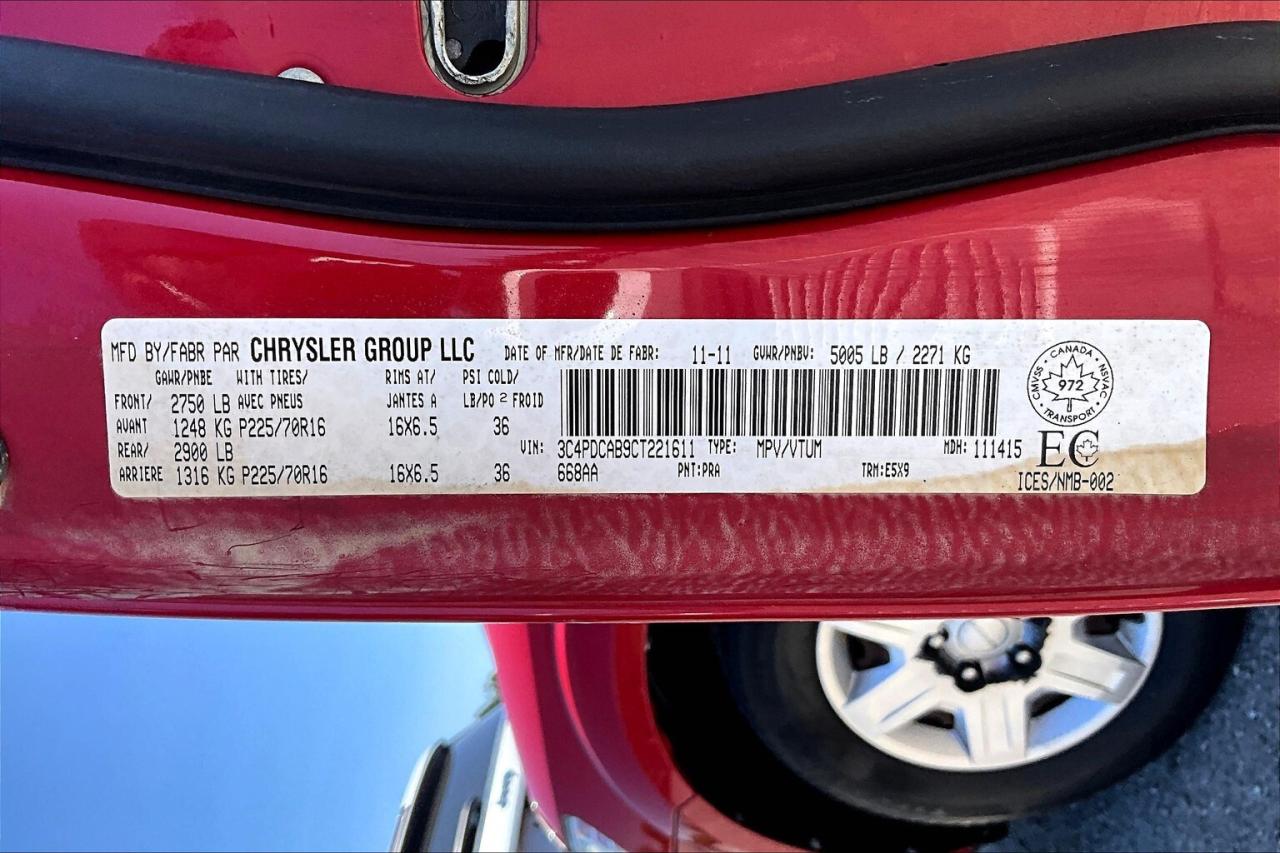 MFD BY/FABR PAR CHRYSLER GROUP LLC DATE OF MFR/DATE DE FABR: 11-11 GVWR/PNBV: 5005 LB / 2271 KG
GAWR/PNBE WITH TIRES/ RIMS AT/ PSI COLD/
FRONT/ 2750 LB AVEC PNEUS JANTES A LB/PO² FROID
AVANT 1248 KG P225/70R16 16X6.5 36
REAR/ 2900 LB VIN: 3C4PDCAB9CT221611 TYPE: MPV/VTUM MDH: 111415
ARRIERE 1316 KG P225/70R16 16X6.5 36 668AA PNT:PRA TRM:E5X9
CMVSS · CANADA · NSVAC · TRANSPORT ·
972
EC
ICES/NMB-002